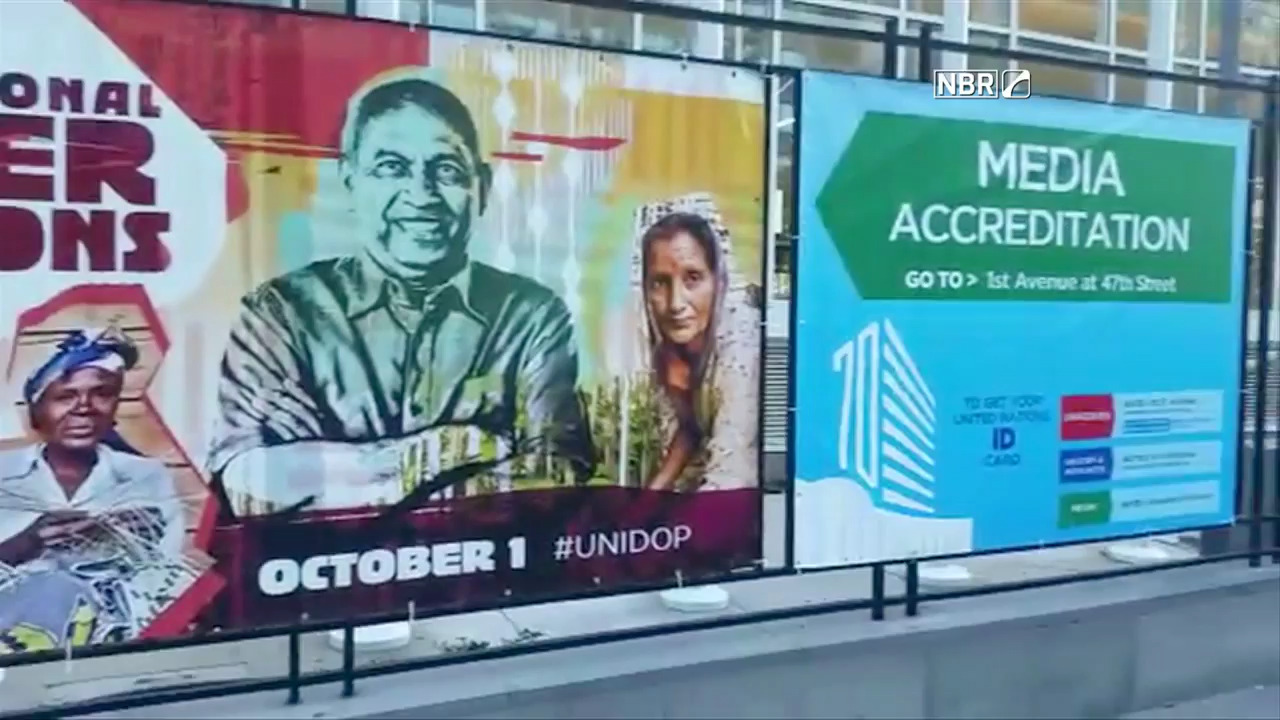 ONAL
ER
ONS
OCTOBER 1 #UNIDOP
NBR
MEDIA
ACCREDITATION
GO TO > 1st Avenue at 47th Street
70
TO GET YOUR
UNITED NATIONS
ID
CARD